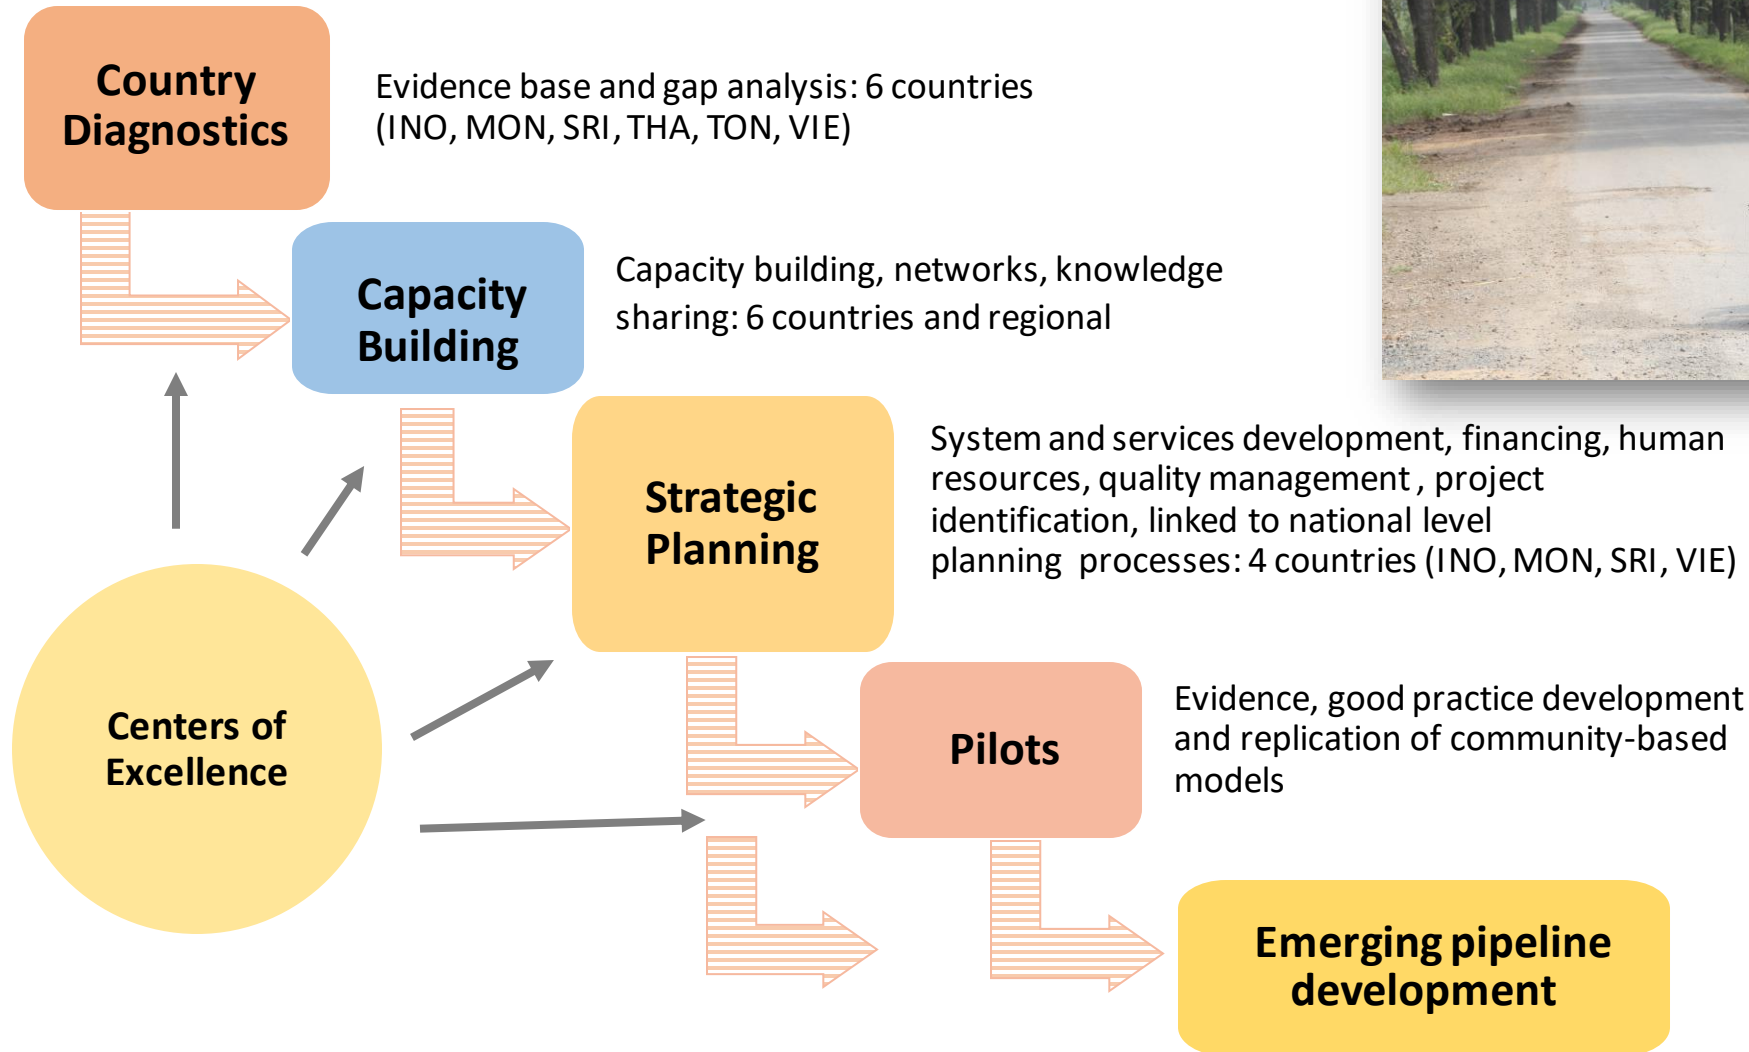 Country
Diagnostics
Evidence base and gap analysis: 6 countries
(INO, MON, SRI, THA, TON, VIE)
Capacity
Building
Capacity building, networks, knowledge
sharing: 6 countries and regional
Strategic
Planning
System and services development, financing, human
resources, quality management , project
identification, linked to national level
planning processes: 4 countries (INO, MON, SRI, VIE)
Centers of
Excellence
Pilots
Evidence, good practice development
and replication of community-based
models
Emerging pipeline
development